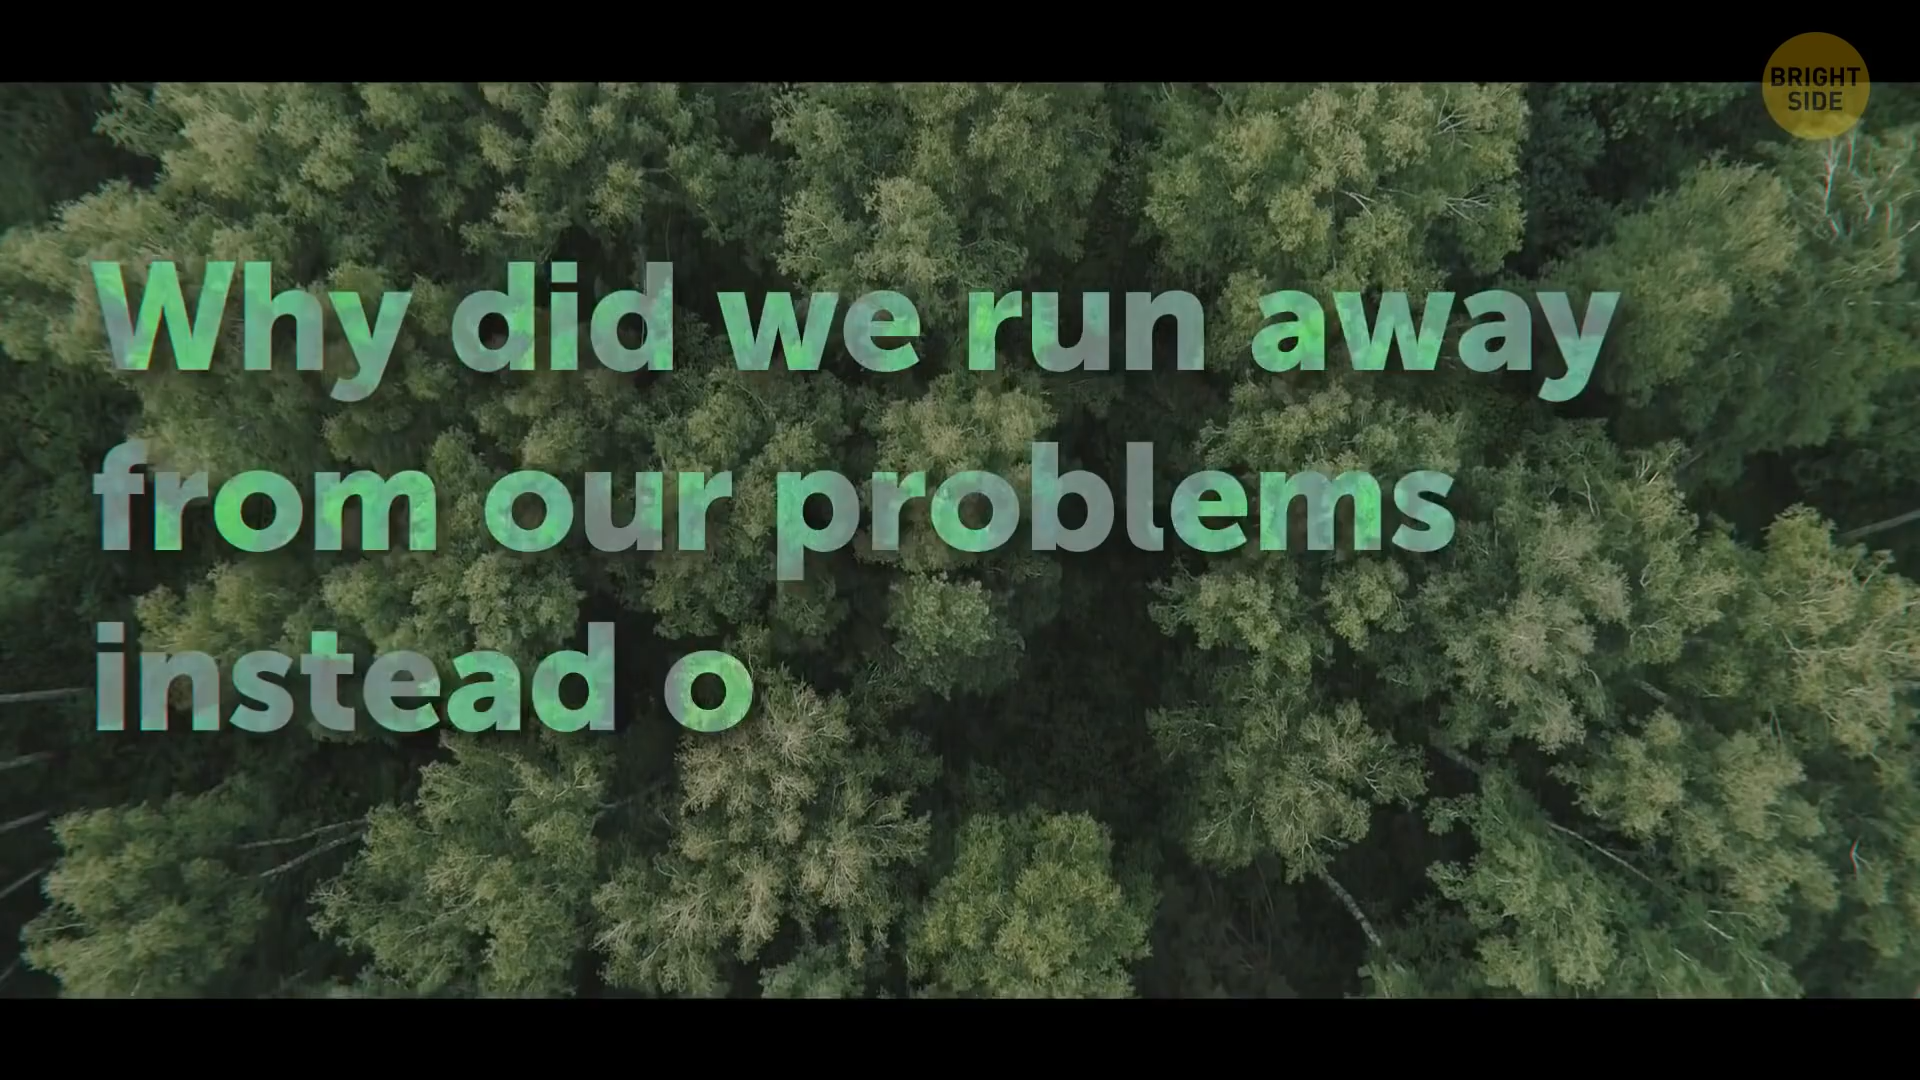 BRIGHT
SIDE
Why did we run away
from our problems
instead o